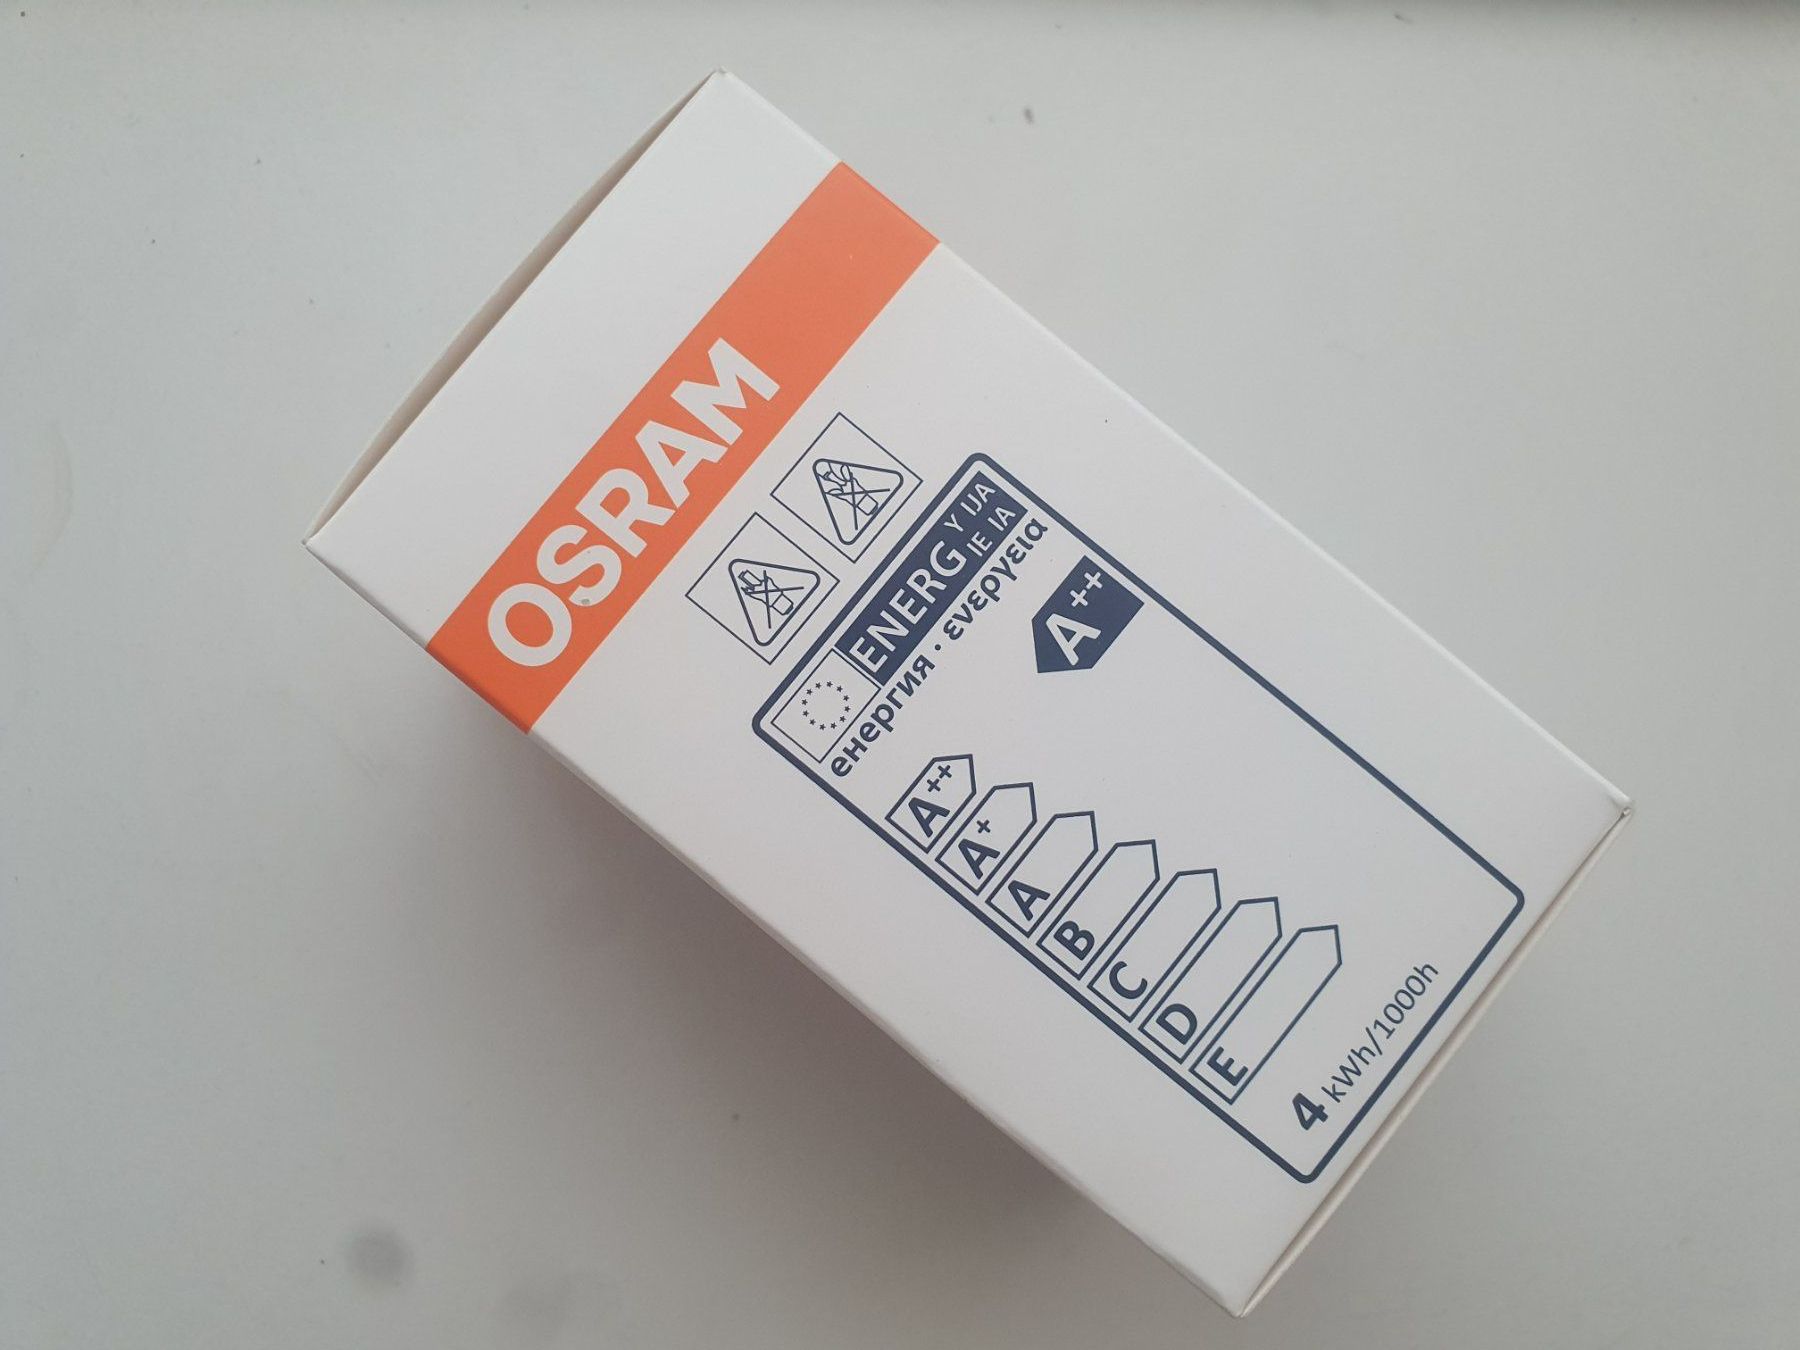 OSRAM
ENERG Y IJA
IE IA
енергия · ενεργεια
A++
A++
A+
A
B
C
D
E
4 kWh/1000h